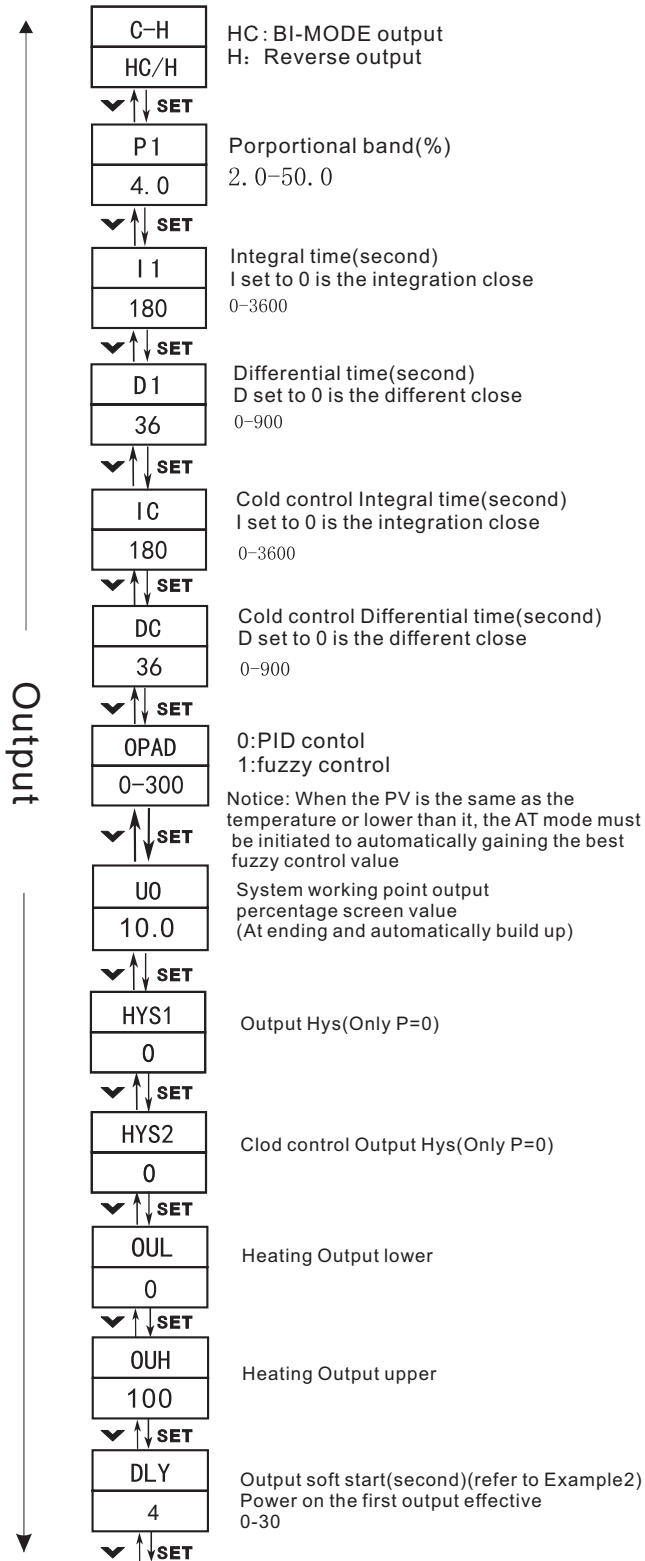 C-H
HC/H
HC: BI-MODE output
H: Reverse output
SET
P1
4.0
Porportional band(%)
2.0-50.0
SET
I1
180
Integral time(second)
I set to 0 is the integration close
0-3600
SET
D1
36
Differential time(second)
D set to 0 is the different close
0-900
SET
IC
180
Cold control Integral time(second)
I set to 0 is the integration close
0-3600
SET
DC
36
Cold control Differential time(second)
D set to 0 is the different close
0-900
SET
Output
OPAD
0-300
0:PID contol
1:fuzzy control
Notice: When the PV is the same as the
temperature or lower than it, the AT mode must
be initiated to automatically gaining the best
fuzzy control value
SET
UO
10.0
System working point output
percentage screen value
(At ending and automatically build up)
SET
HYS1
0
Output Hys(Only P=0)
SET
HYS2
0
Clod control Output Hys(Only P=0)
SET
OUL
0
Heating Output lower
SET
OUH
100
Heating Output upper
SET
DLY
4
Output soft start(second)(refer to Example2)
Power on the first output effective
0-30
SET